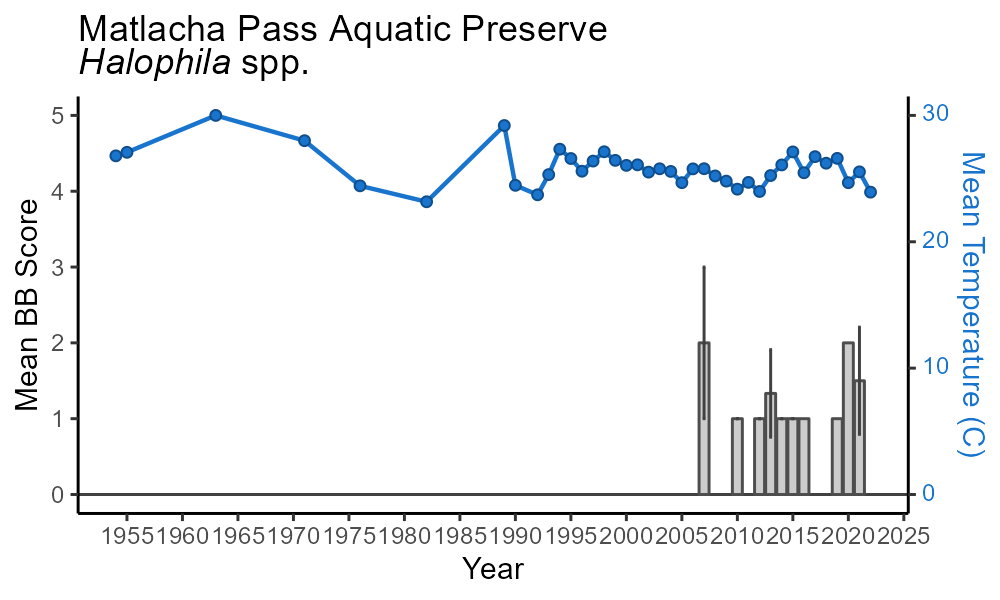 Matlacha Pass Aquatic Preserve
Halophila spp.
Mean BB Score
5
4
3
2
1
0
30
20
10
0
Mean Temperature (C)
1955 1960 1965 1970 1975 1980 1985 1990 1995 2000 2005 2010 2015 2020 2025
Year